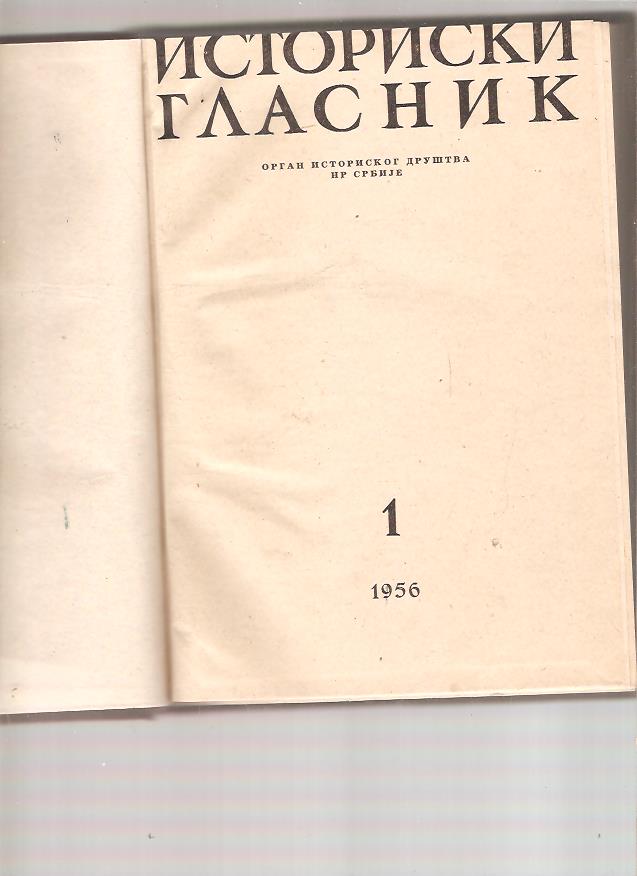 ИСТОРИСКИ
ГЛАСНИК
ОРГАН ИСТОРИСКОГ ДРУШТВА
НР СРБИЈЕ
1
1956